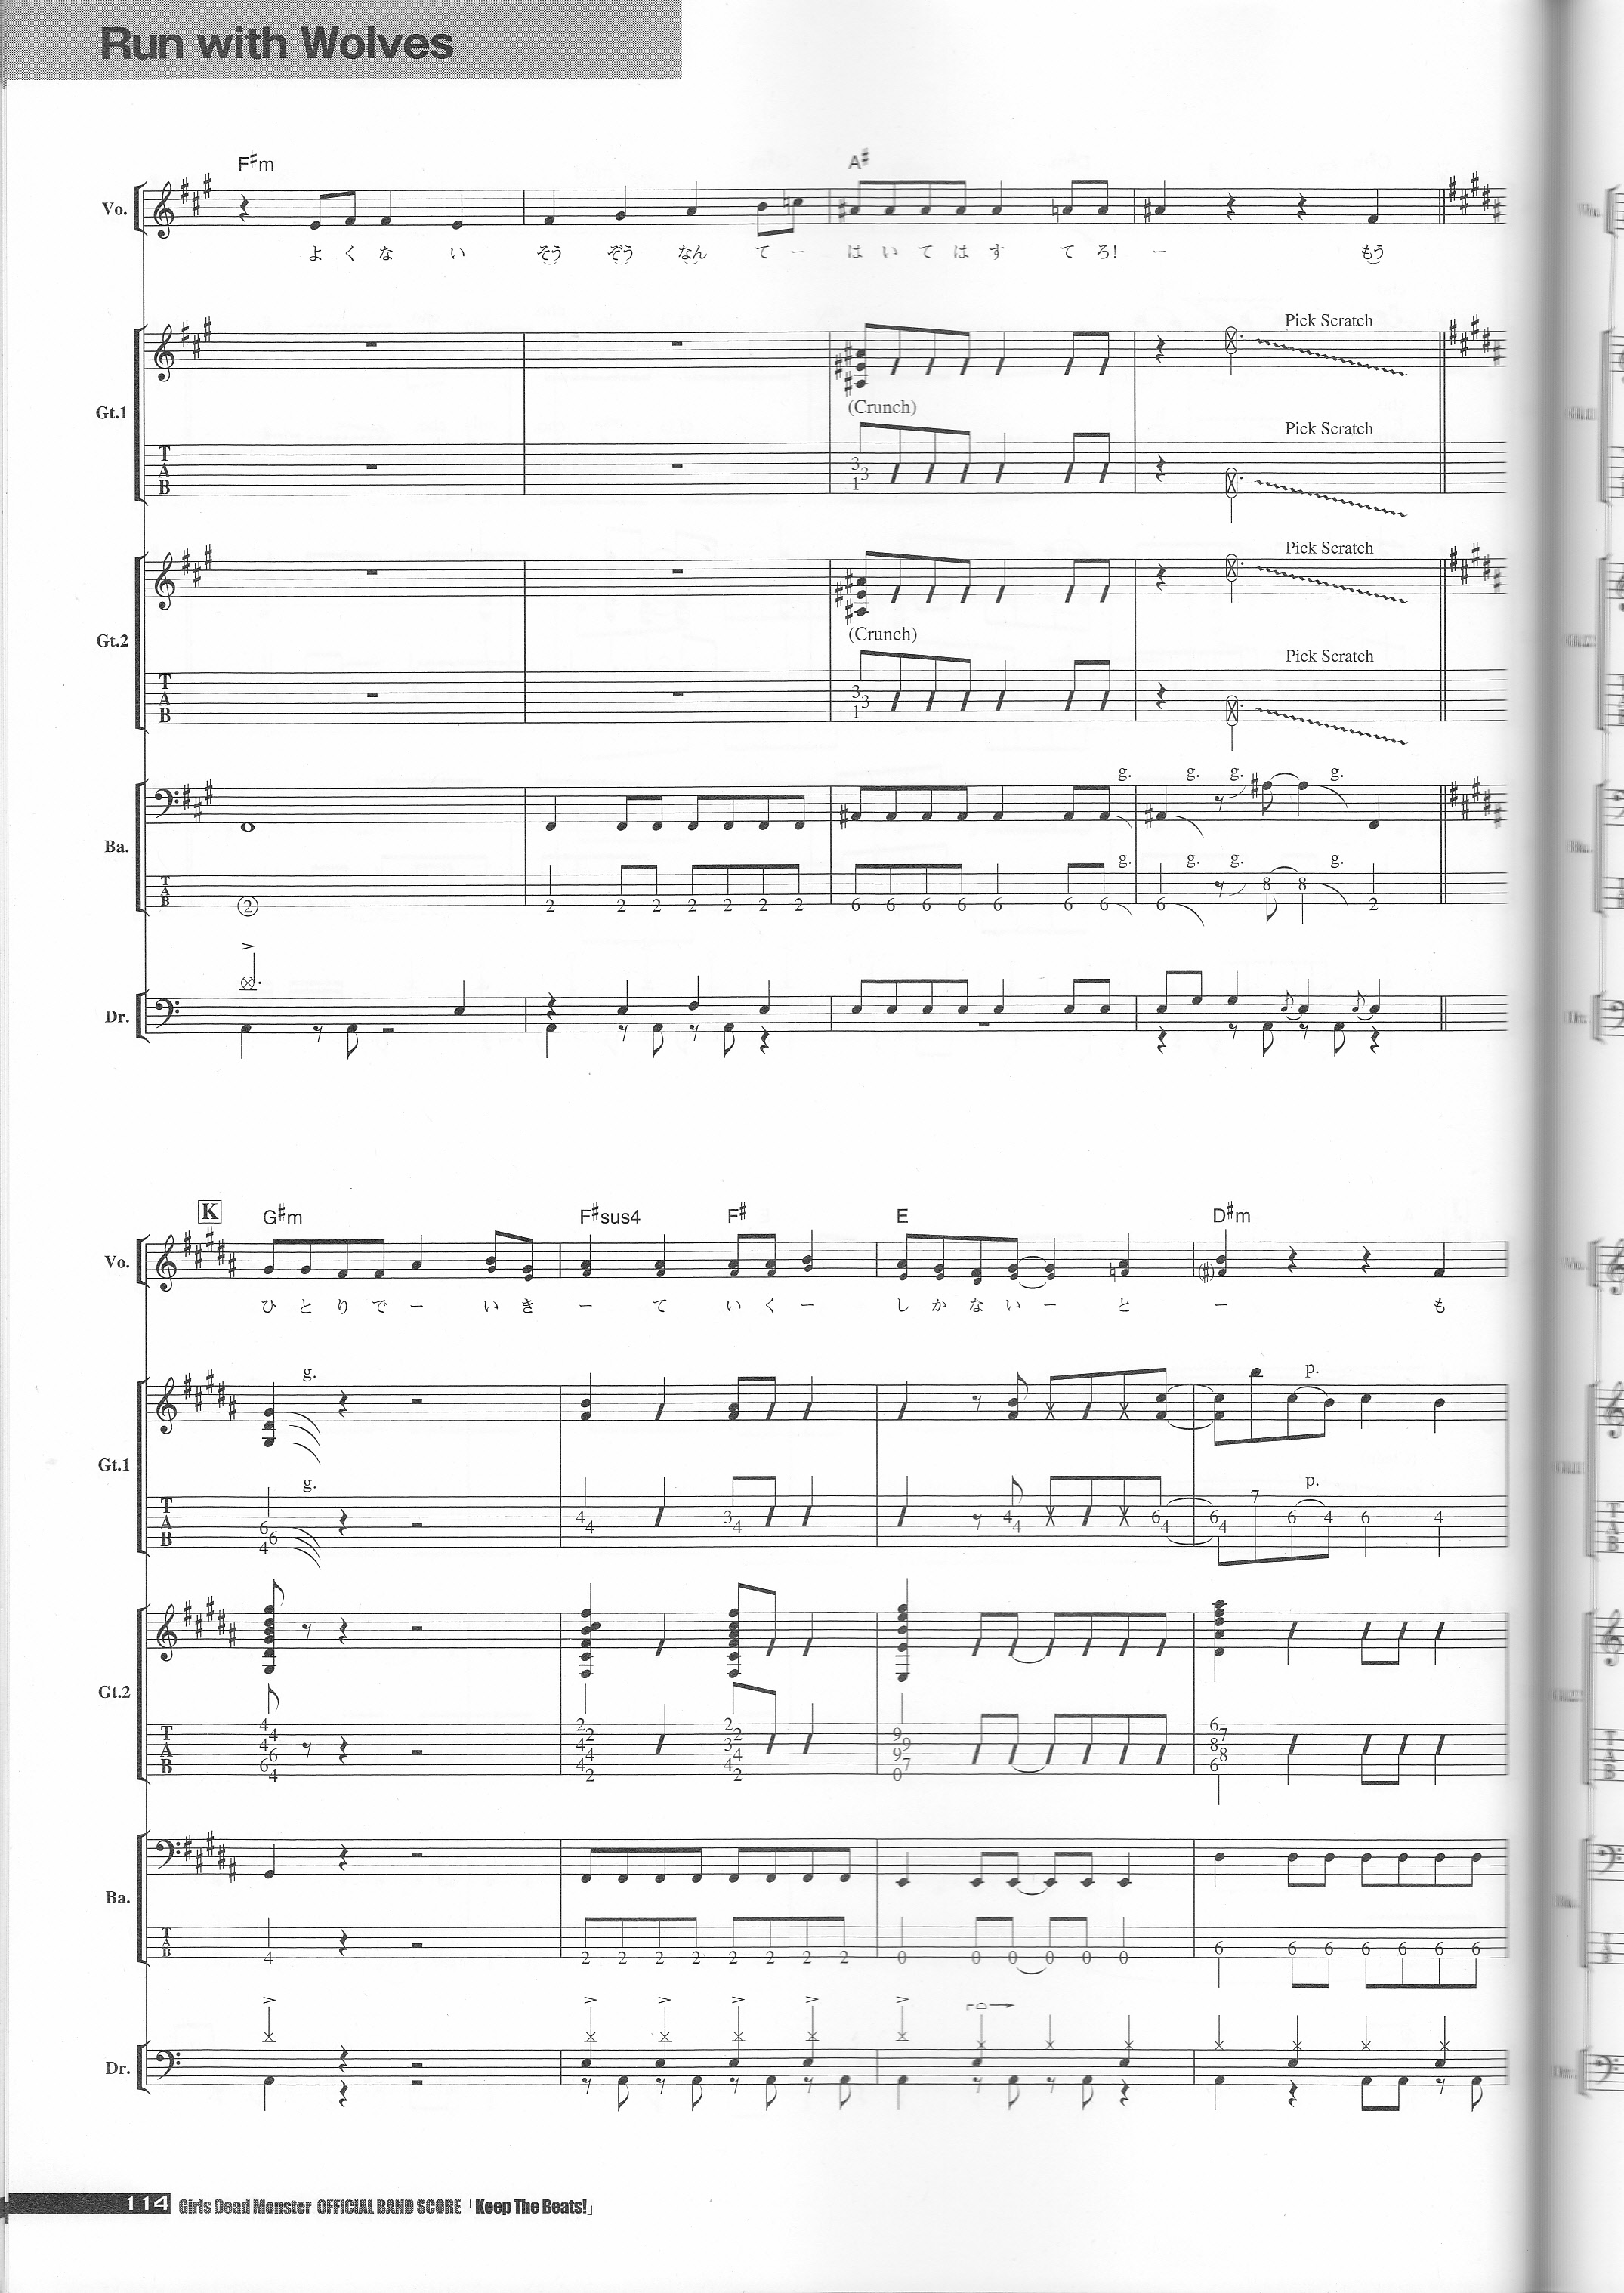 Run with Wolves
F#m A#
Vo.
よ く な い そう ぞう なん て ー は い て は す て ろ! ー もう
Pick Scratch
Gt.1
(Crunch)
Pick Scratch
T
A
B
3
3
1
Pick Scratch
Gt.2
(Crunch)
Pick Scratch
T
A
B
3
3
1
g. g. g. g.
Ba.
g. g. g. g.
T
A
B
2 2 2 2 2 2 2 2 6 6 6 6 6 6 6 6 8 8 2
Dr.
K G#m F#sus4 F# E D#m
Vo.
ひ と り で ー い き ー て い く ー し か な い ー と ー も
g. p.
Gt.1
g. p.
T
A
B
6 6 4 4 4 3 4 4 4 6 4 6 4 7 6 4 6 4
Gt.2
T
A
B
4 4 4 6 6 4 2 2 4 4 4 2 2 2 3 4 4 2 9 9 9 7 0 6 7 8 8 6
Ba.
T
A
B
4 2 2 2 2 2 2 2 2 0 0 0 0 0 0 6 6 6 6 6 6 6
Dr.
114 Girls Dead Monster OFFICIAL BAND SCORE「Keep The Beats!」